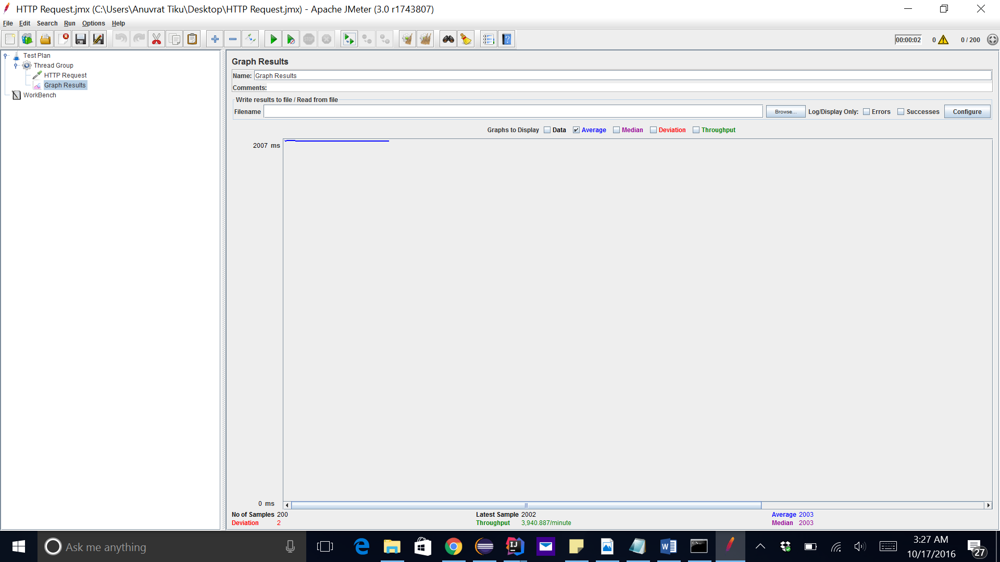 HTTP Request.jmx (C:\Users\Anuvrat Tiku\Desktop\HTTP Request.jmx) - Apache JMeter (3.0 r1743807)
File Edit Search Run Options Help
STOP 00:00:02 0 0 / 200
Test Plan
Thread Group
HTTP Request
Graph Results
WorkBench
Graph Results
Name: Graph Results
Comments:
Write results to file / Read from file
Filename Browse... Log/Display Only: Errors Successes Configure
Graphs to Display Data Average Median Deviation Throughput
2007 ms
0 ms
No of Samples 200 Latest Sample 2002 Average 2003
Deviation 2 Throughput 3,940.887/minute Median 2003
Ask me anything
IJ
3:27 AM
10/17/2016
27